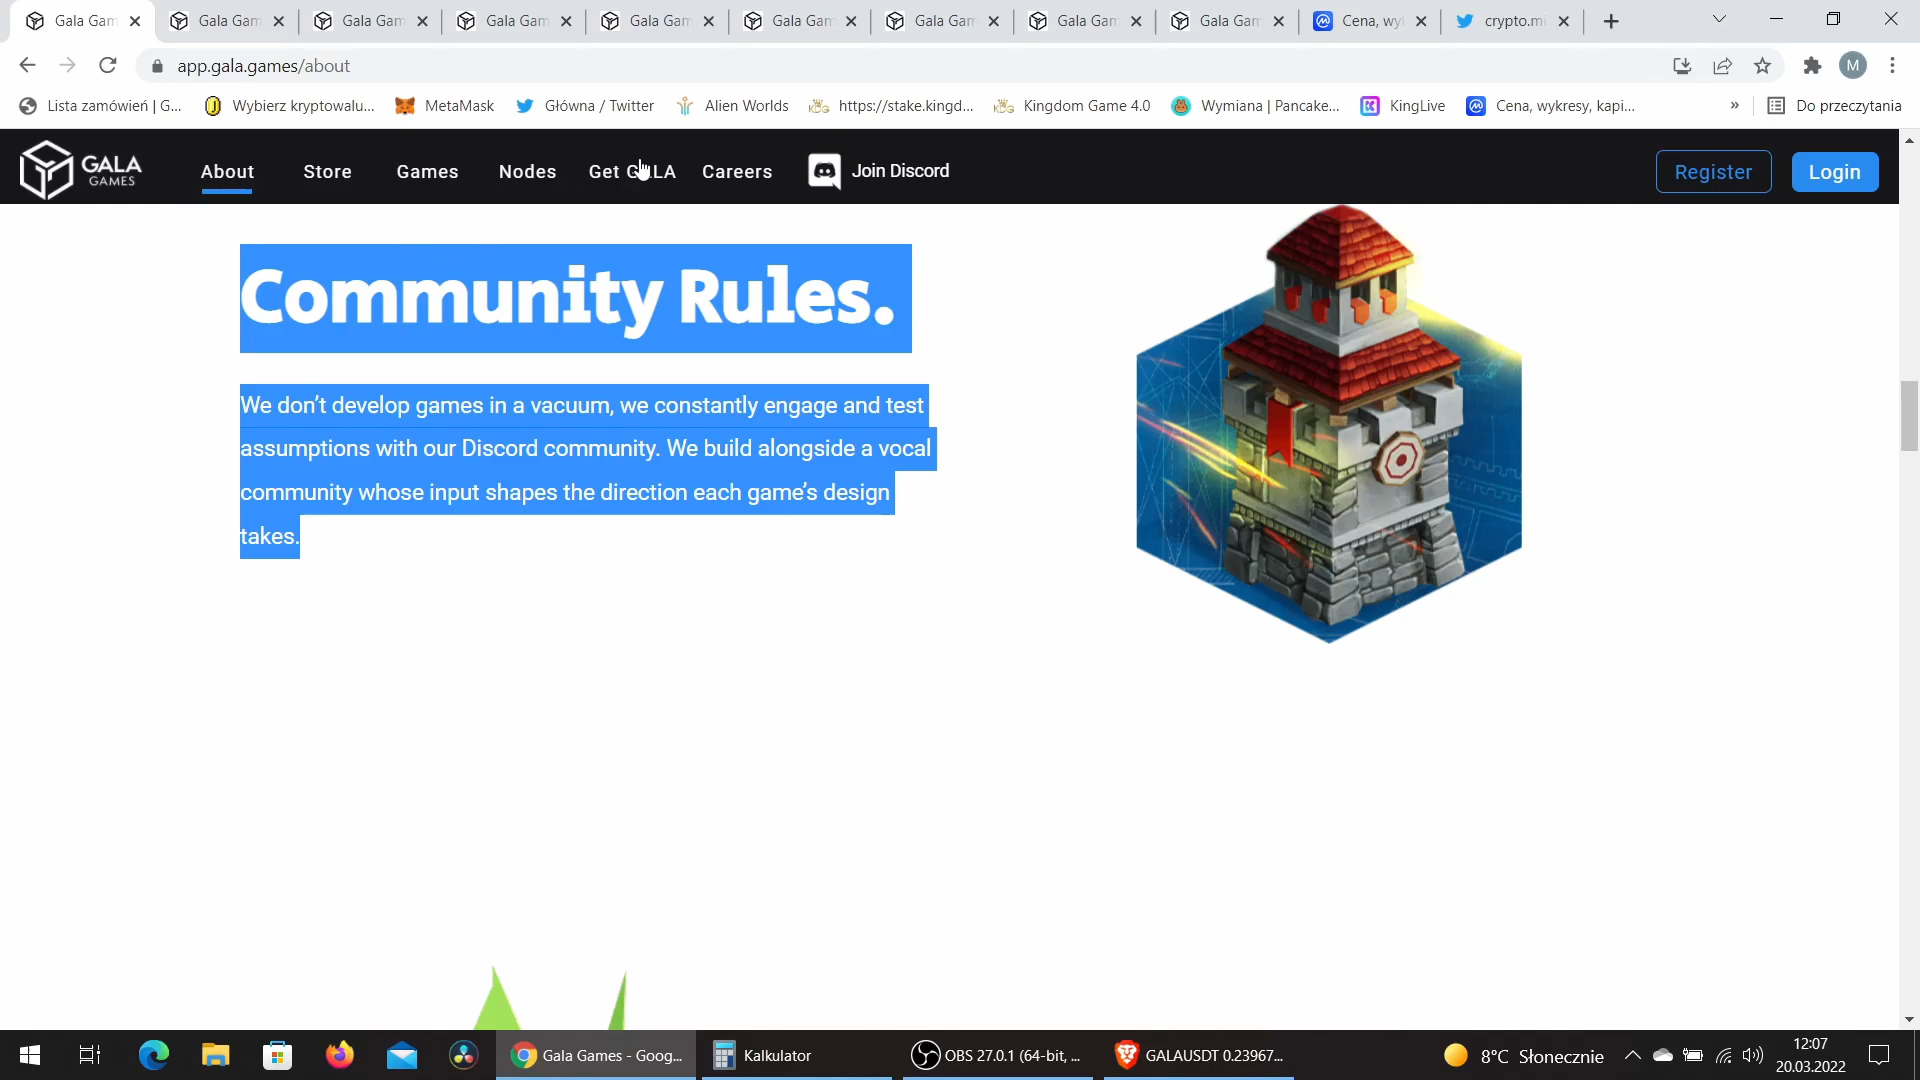 Gala Gam Gala Gam Gala Gam Gala Gam Gala Gam Gala Gam Gala Gam Gala Gam Gala Gam Cena, wy crypto.mi
app.gala.games/about M
Lista zamówień | G... Wybierz kryptowalu... MetaMask Główna / Twitter Alien Worlds https://stake.kingd... Kingdom Game 4.0 Wymiana | Pancake... KingLive Cena, wykresy, kapi... » Do przeczytania
GALA
GAMES
About Store Games Nodes Get GALA Careers Join Discord Register Login
Community Rules.
We don’t develop games in a vacuum, we constantly engage and test
assumptions with our Discord community. We build alongside a vocal
community whose input shapes the direction each game’s design
takes.
Gala Games - Goog... Kalkulator OBS 27.0.1 (64-bit, ... GALAUSDT 0.23967... 8°C Słonecznie
12:07
20.03.2022